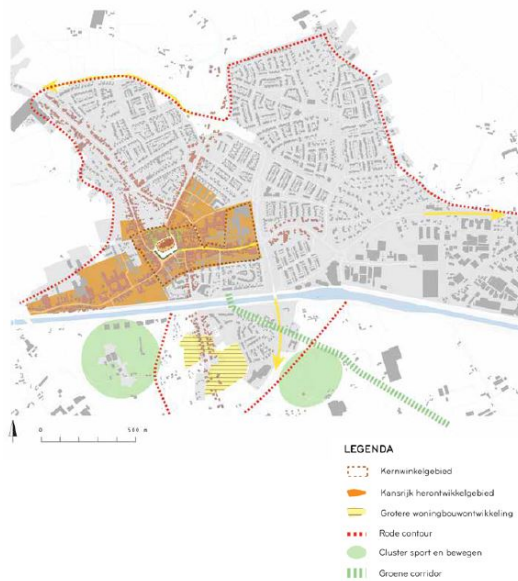 0
500 m
LEGENDA
Kernwinkelgebied
Kansrijk herontwikkelgebied
Grotere woningbouwontwikkeling
Rode contour
Cluster sport en bewegen
Groene corridor